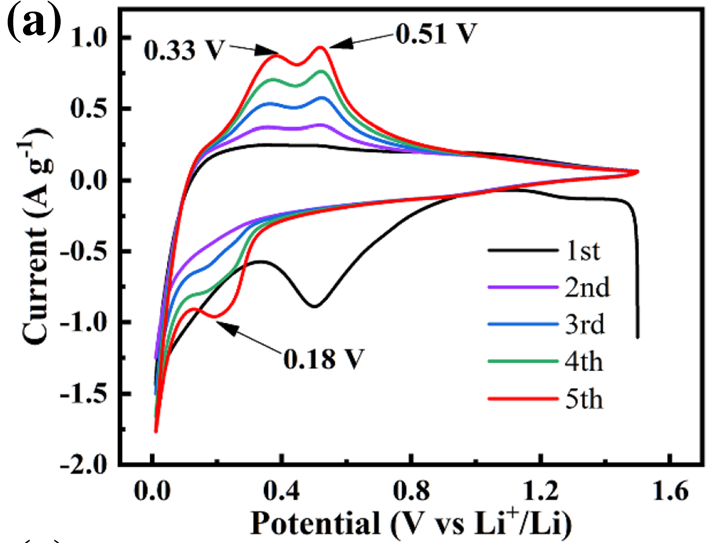 (a)
0.33 V
0.51 V
1.0
0.5
0.0
-0.5
-1.0
-1.5
-2.0
Current (A g⁻¹)
1st
2nd
3rd
4th
5th
0.18 V
0.0 0.4 0.8 1.2 1.6
Potential (V vs Li⁺/Li)